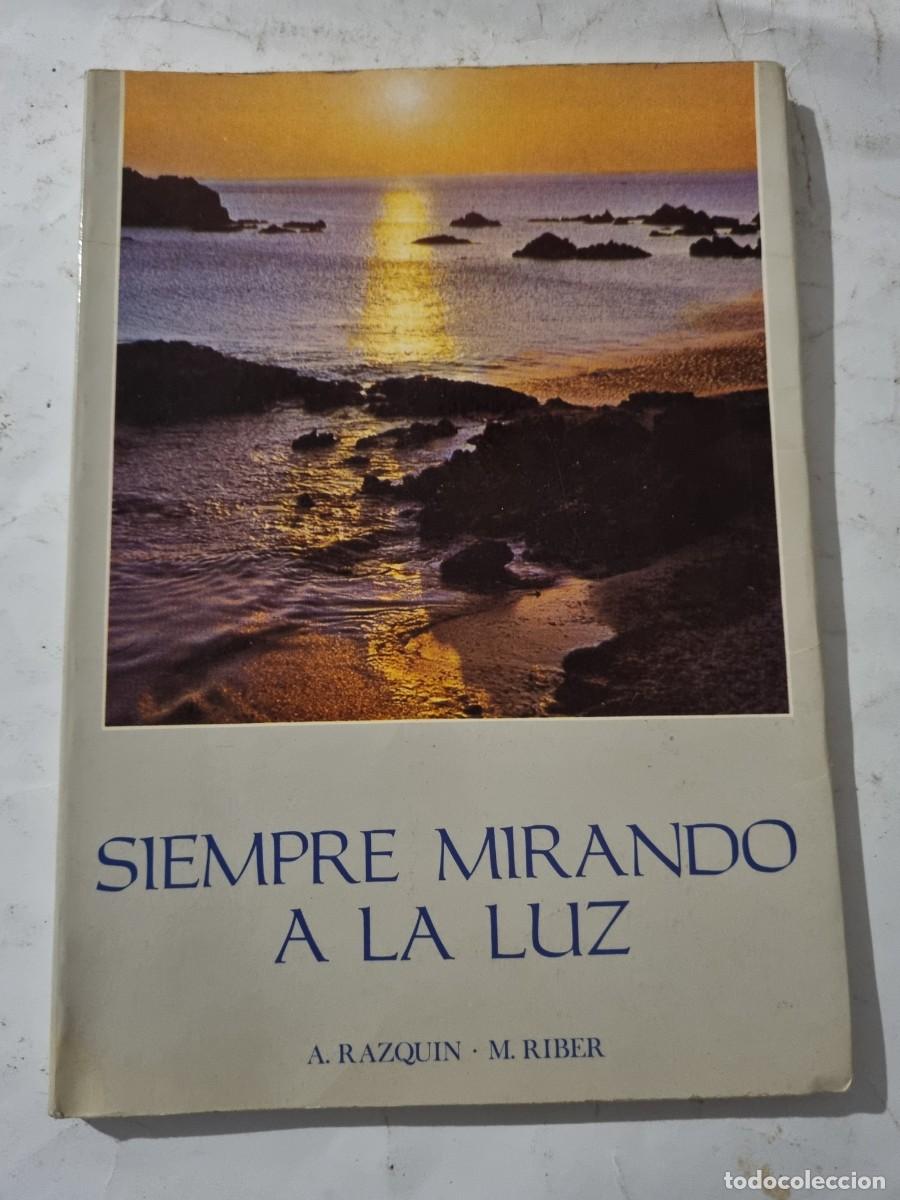 SIEMPRE MIRANDO
A LA LUZ
A. RAZQUIN · M. RIBER
todocoleccion